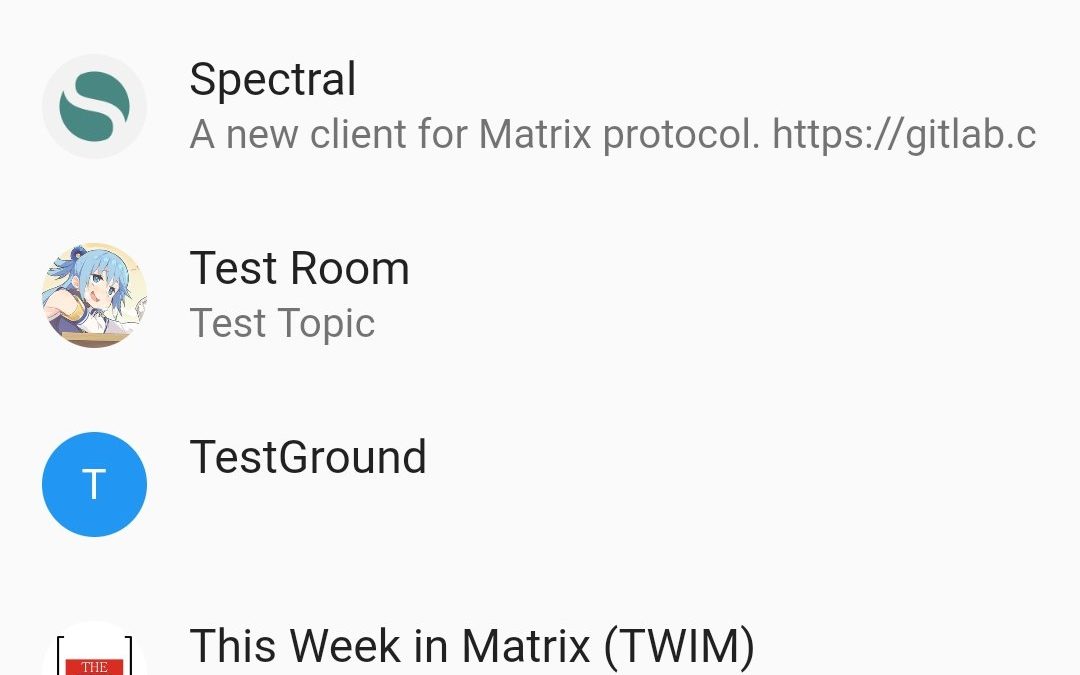 Spectral
A new client for Matrix protocol. https://gitlab.c
Test Room
Test Topic
T
TestGround
This Week in Matrix (TWIM)
THE